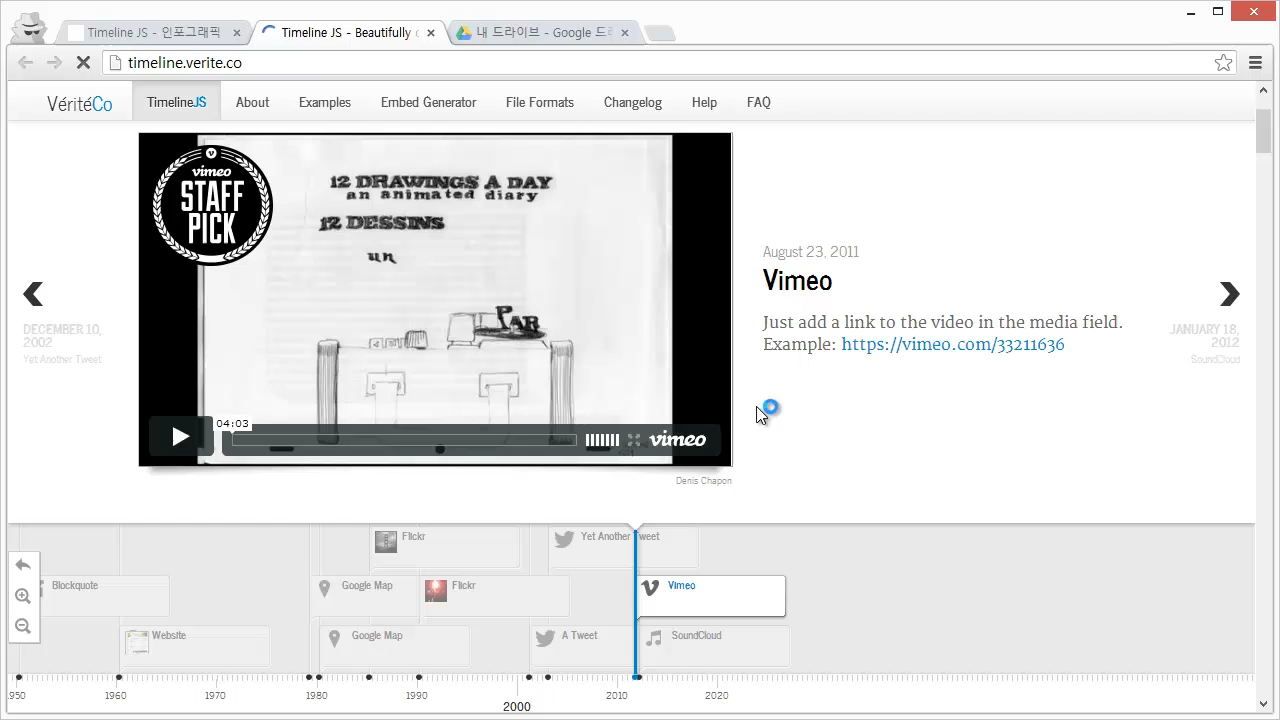 Timeline JS - 인포그래픽
Timeline JS - Beautifully
내 드라이브 - Google 드
timeline.verite.co
VéritéCo
TimelineJS
About
Examples
Embed Generator
File Formats
Changelog
Help
FAQ
vimeo
STAFF
PICK
12 DRAWINGS A DAY
an animated diary
12 DESSINS
un
PAR
04:03
vimeo
Denis Chapon
August 23, 2011
Vimeo
Just add a link to the video in the media field.
Example: https://vimeo.com/33211636
DECEMBER 10,
2002
Yet Another Tweet
JANUARY 18,
2012
SoundCloud
Flickr
Yet Another Tweet
Blockquote
Google Map
Flickr
Vimeo
Website
Google Map
A Tweet
SoundCloud
1950
1960
1970
1980
1990
2000
2010
2020